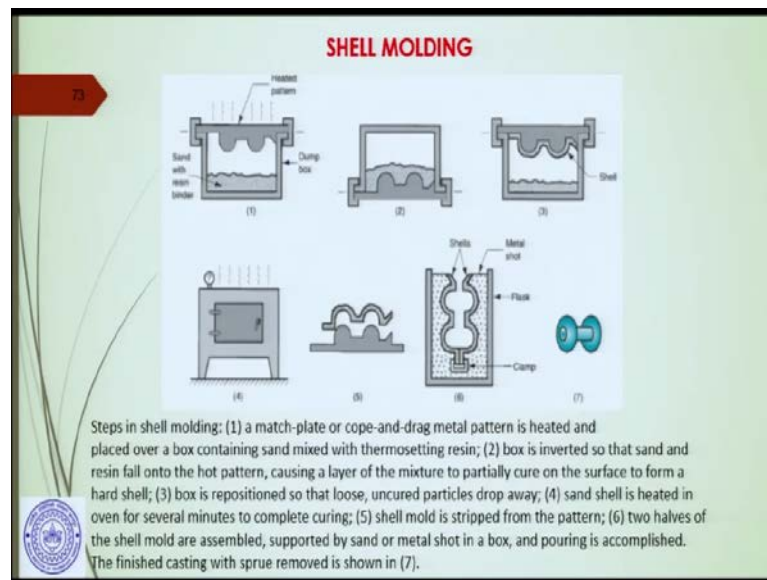 SHELL MOLDING
73
Heated
pattern
Sand
with
resin
binder
Dump
box
Shell
(1)
(2)
(3)
Shells
Metal
shot
Flask
Clamp
(4)
(5)
(6)
(7)
Steps in shell molding: (1) a match-plate or cope-and-drag metal pattern is heated and
placed over a box containing sand mixed with thermosetting resin; (2) box is inverted so that sand and
resin fall onto the hot pattern, causing a layer of the mixture to partially cure on the surface to form a
hard shell; (3) box is repositioned so that loose, uncured particles drop away; (4) sand shell is heated in
oven for several minutes to complete curing; (5) shell mold is stripped from the pattern; (6) two halves of
the shell mold are assembled, supported by sand or metal shot in a box, and pouring is accomplished.
The finished casting with sprue removed is shown in (7).